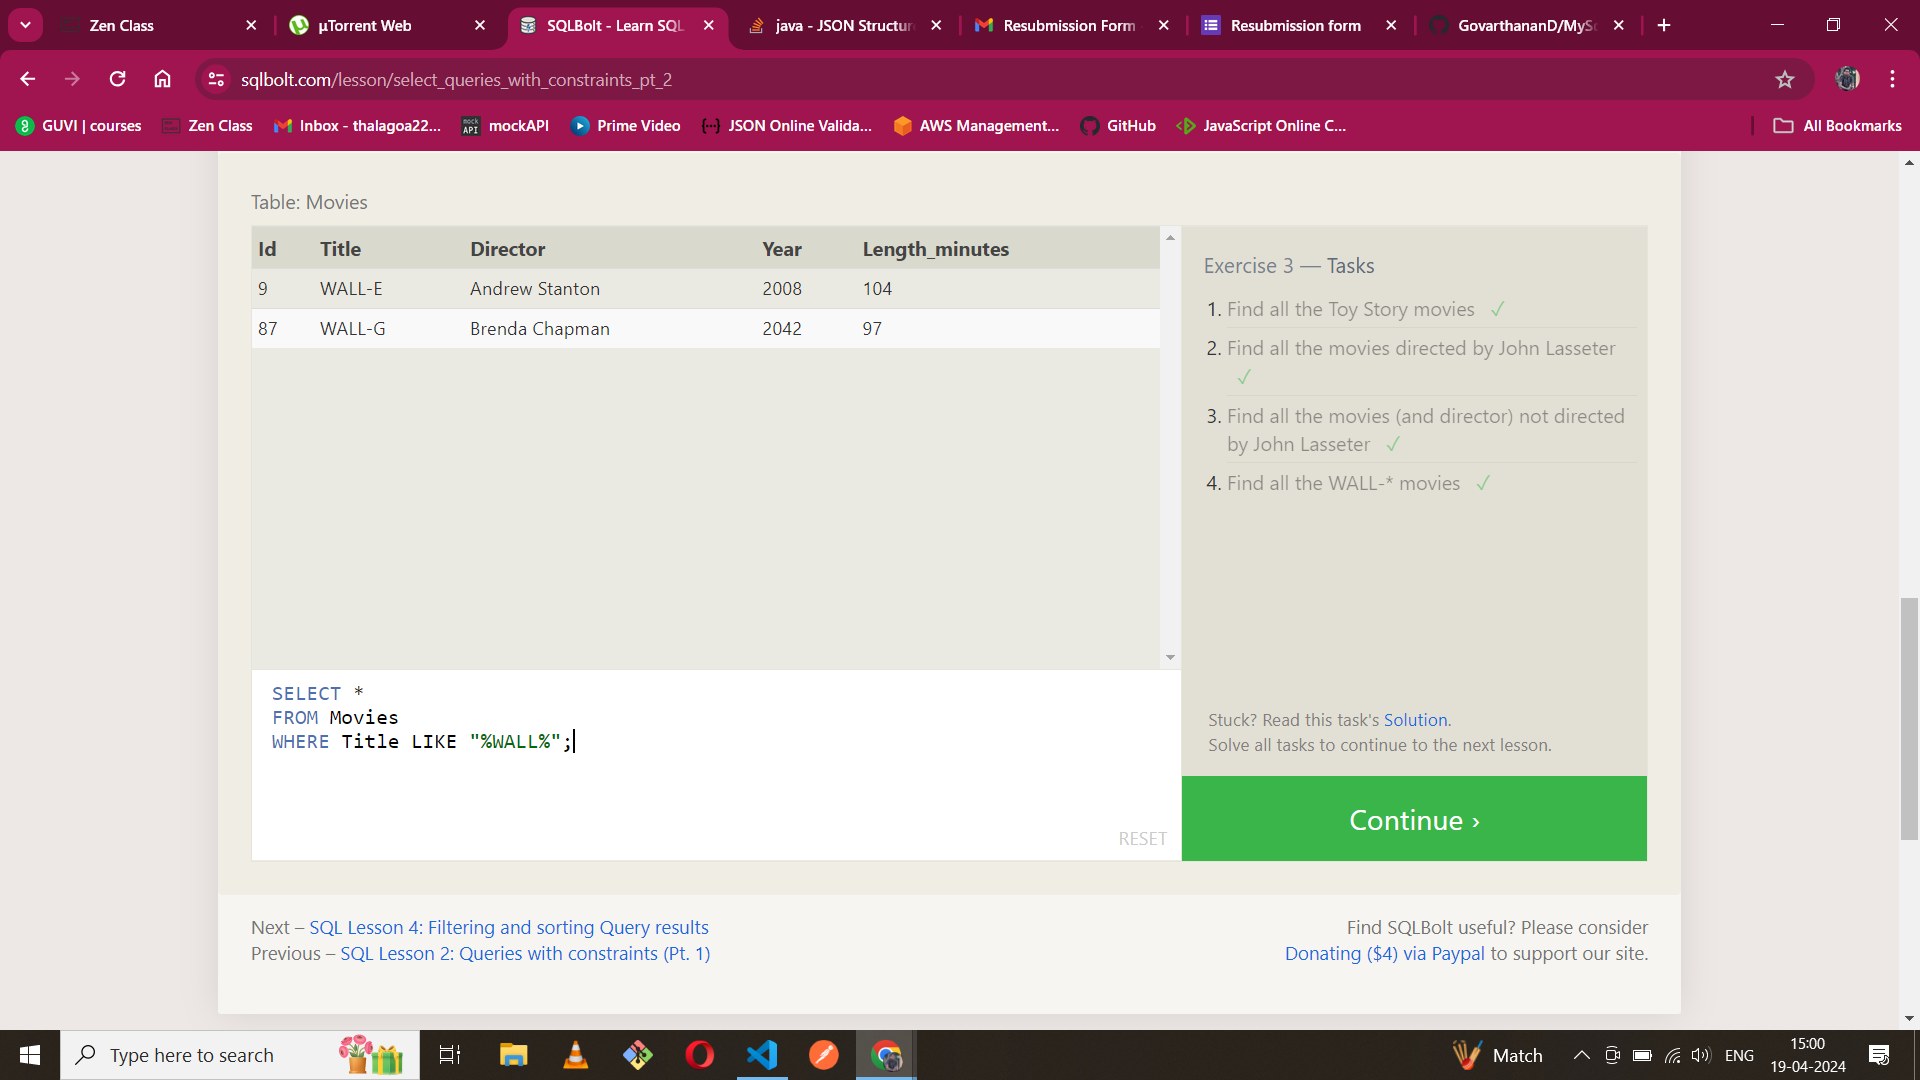 Zen Class
µTorrent Web
SQLBolt - Learn SQL
java - JSON Structur
Resubmission Form
Resubmission form
GovarthananD/MySq
sqlbolt.com/lesson/select_queries_with_constraints_pt_2
GUVI | courses
Zen Class
Inbox - thalagoa22...
mock API
mockAPI
Prime Video
JSON Online Valida...
AWS Management...
GitHub
JavaScript Online C...
All Bookmarks
Table: Movies
Id Title Director Year Length_minutes
9 WALL-E Andrew Stanton 2008 104
87 WALL-G Brenda Chapman 2042 97
Exercise 3 — Tasks
1. Find all the Toy Story movies ✓
2. Find all the movies directed by John Lasseter
✓
3. Find all the movies (and director) not directed
by John Lasseter ✓
4. Find all the WALL-* movies ✓
SELECT *
FROM Movies
WHERE Title LIKE "%WALL%";
RESET
Stuck? Read this task's Solution.
Solve all tasks to continue to the next lesson.
Continue ›
Next – SQL Lesson 4: Filtering and sorting Query results
Previous – SQL Lesson 2: Queries with constraints (Pt. 1)
Find SQLBolt useful? Please consider
Donating ($4) via Paypal to support our site.
Type here to search
Match
ENG
15:00
19-04-2024